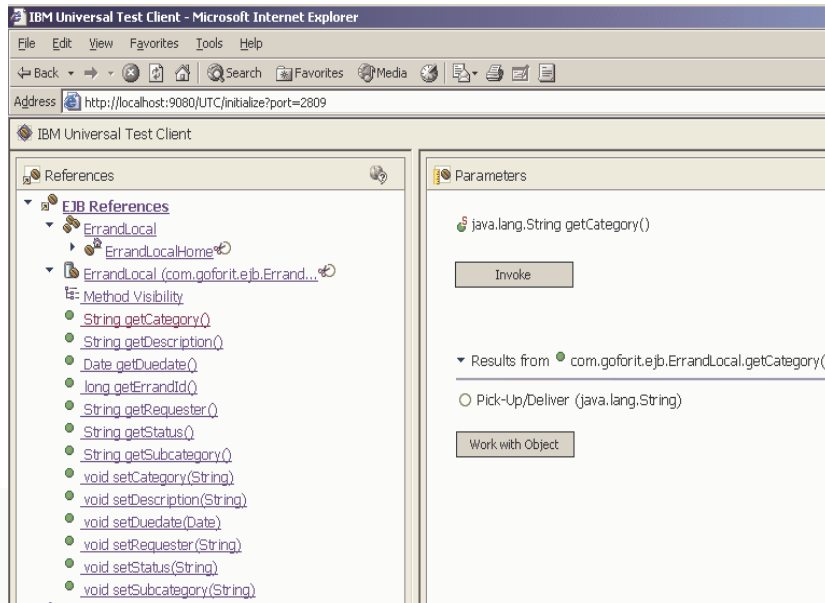 IBM Universal Test Client - Microsoft Internet Explorer
File Edit View Favorites Tools Help
Back Search Favorites Media
Address http://localhost:9080/UTC/initialize?port=2809
IBM Universal Test Client
References
EJB References
ErrandLocal
ErrandLocalHome
ErrandLocal (com.goforit.ejb.Errand...
Method Visibility
String getCategory()
String getDescription()
Date getDuedate()
long getErrandId()
String getRequester()
String getStatus()
String getSubcategory()
void setCategory(String)
void setDescription(String)
void setDuedate(Date)
void setRequester(String)
void setStatus(String)
void setSubcategory(String)
Parameters
java.lang.String getCategory()
Invoke
Results from com.goforit.ejb.ErrandLocal.getCategory(
Pick-Up/Deliver (java.lang.String)
Work with Object